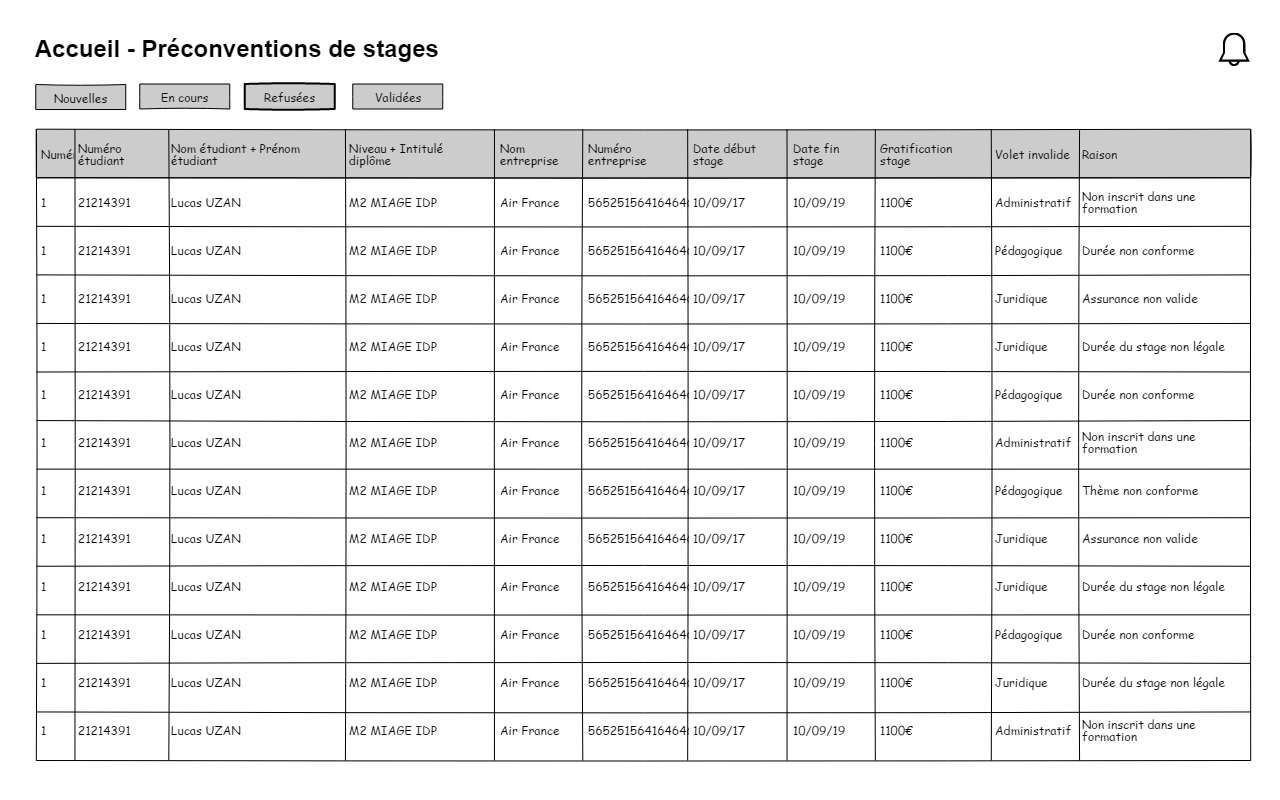 Accueil - Préconventions de stages
Nouvelles En cours Refusées Validées
Numér Numéro étudiant Nom étudiant + Prénom étudiant Niveau + Intitulé diplôme Nom entreprise Numéro entreprise Date début stage Date fin stage Gratification stage Volet invalide Raison
1 21214391 Lucas UZAN M2 MIAGE IDP Air France 56525156416464 10/09/17 10/09/19 1100€ Administratif Non inscrit dans une formation
1 21214391 Lucas UZAN M2 MIAGE IDP Air France 56525156416464 10/09/17 10/09/19 1100€ Pédagogique Durée non conforme
1 21214391 Lucas UZAN M2 MIAGE IDP Air France 56525156416464 10/09/17 10/09/19 1100€ Juridique Assurance non valide
1 21214391 Lucas UZAN M2 MIAGE IDP Air France 56525156416464 10/09/17 10/09/19 1100€ Juridique Durée du stage non légale
1 21214391 Lucas UZAN M2 MIAGE IDP Air France 56525156416464 10/09/17 10/09/19 1100€ Pédagogique Durée non conforme
1 21214391 Lucas UZAN M2 MIAGE IDP Air France 56525156416464 10/09/17 10/09/19 1100€ Administratif Non inscrit dans une formation
1 21214391 Lucas UZAN M2 MIAGE IDP Air France 56525156416464 10/09/17 10/09/19 1100€ Pédagogique Thème non conforme
1 21214391 Lucas UZAN M2 MIAGE IDP Air France 56525156416464 10/09/17 10/09/19 1100€ Juridique Assurance non valide
1 21214391 Lucas UZAN M2 MIAGE IDP Air France 56525156416464 10/09/17 10/09/19 1100€ Juridique Durée du stage non légale
1 21214391 Lucas UZAN M2 MIAGE IDP Air France 56525156416464 10/09/17 10/09/19 1100€ Pédagogique Durée non conforme
1 21214391 Lucas UZAN M2 MIAGE IDP Air France 56525156416464 10/09/17 10/09/19 1100€ Juridique Durée du stage non légale
1 21214391 Lucas UZAN M2 MIAGE IDP Air France 56525156416464 10/09/17 10/09/19 1100€ Administratif Non inscrit dans une formation